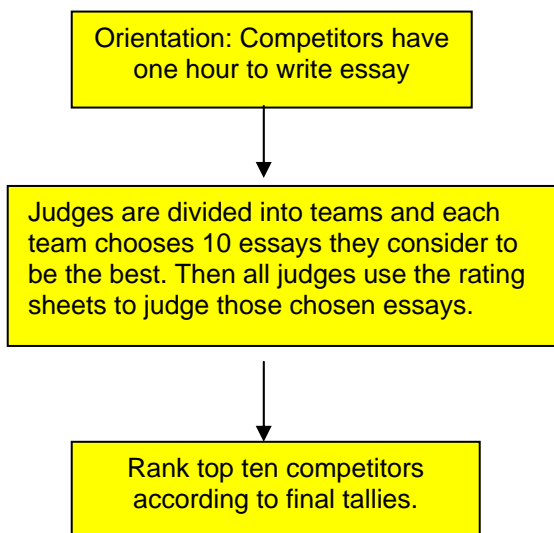 Orientation: Competitors have
one hour to write essay
Judges are divided into teams and each
team chooses 10 essays they consider to
be the best. Then all judges use the rating
sheets to judge those chosen essays.
Rank top ten competitors
according to final tallies.